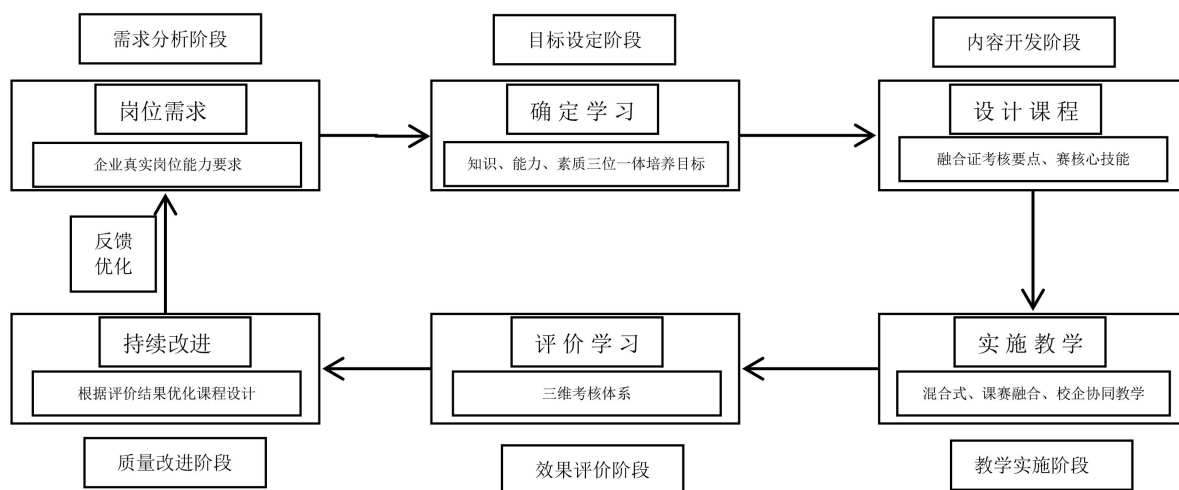 需求分析阶段
目标设定阶段
内容开发阶段
岗位需求
确定学习
设计课程
企业真实岗位能力要求
知识、能力、素质三位一体培养目标
融合证考核要点、赛核心技能
反馈
优化
持续改进
评价学习
实施教学
根据评价结果优化课程设计
三维考核体系
混合式、课赛融合、校企协同教学
质量改进阶段
效果评价阶段
教学实施阶段